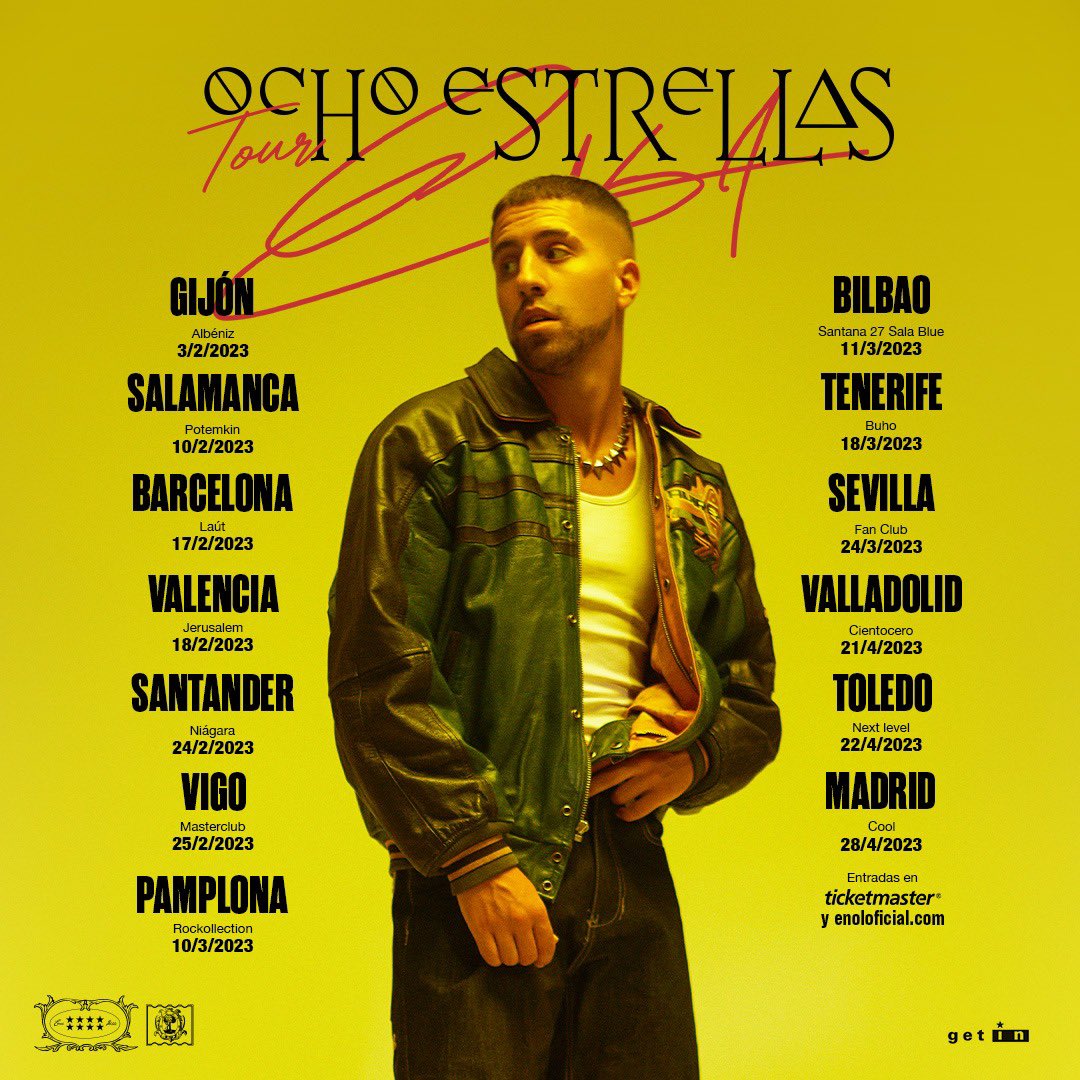 OCHO ESTRELLAS
Tour
GIJÓN
Albéniz
3/2/2023
SALAMANCA
Potemkin
10/2/2023
BARCELONA
Laút
17/2/2023
VALENCIA
Jerusalem
18/2/2023
SANTANDER
Niágara
24/2/2023
VIGO
Masterclub
25/2/2023
PAMPLONA
Rockollection
10/3/2023
BILBAO
Santana 27 Sala Blue
11/3/2023
TENERIFE
Buho
18/3/2023
SEVILLA
Fan Club
24/3/2023
VALLADOLID
Cientocero
21/4/2023
TOLEDO
Next level
22/4/2023
MADRID
Cool
28/4/2023
Entradas en
ticketmaster®
y enoloficial.com
get in